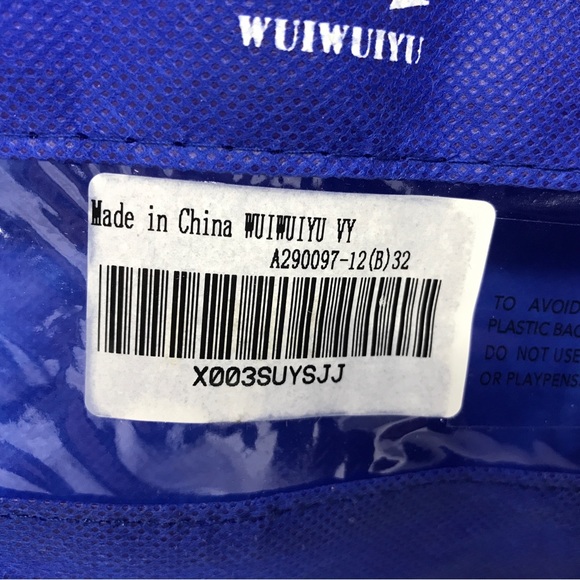 WUIWUIYU
Made in China WUIWUIYU VY
A290097-12(B)32
X003SUYSJJ
TO AVOID
PLASTIC BAG
DO NOT USE
OR PLAYPENS